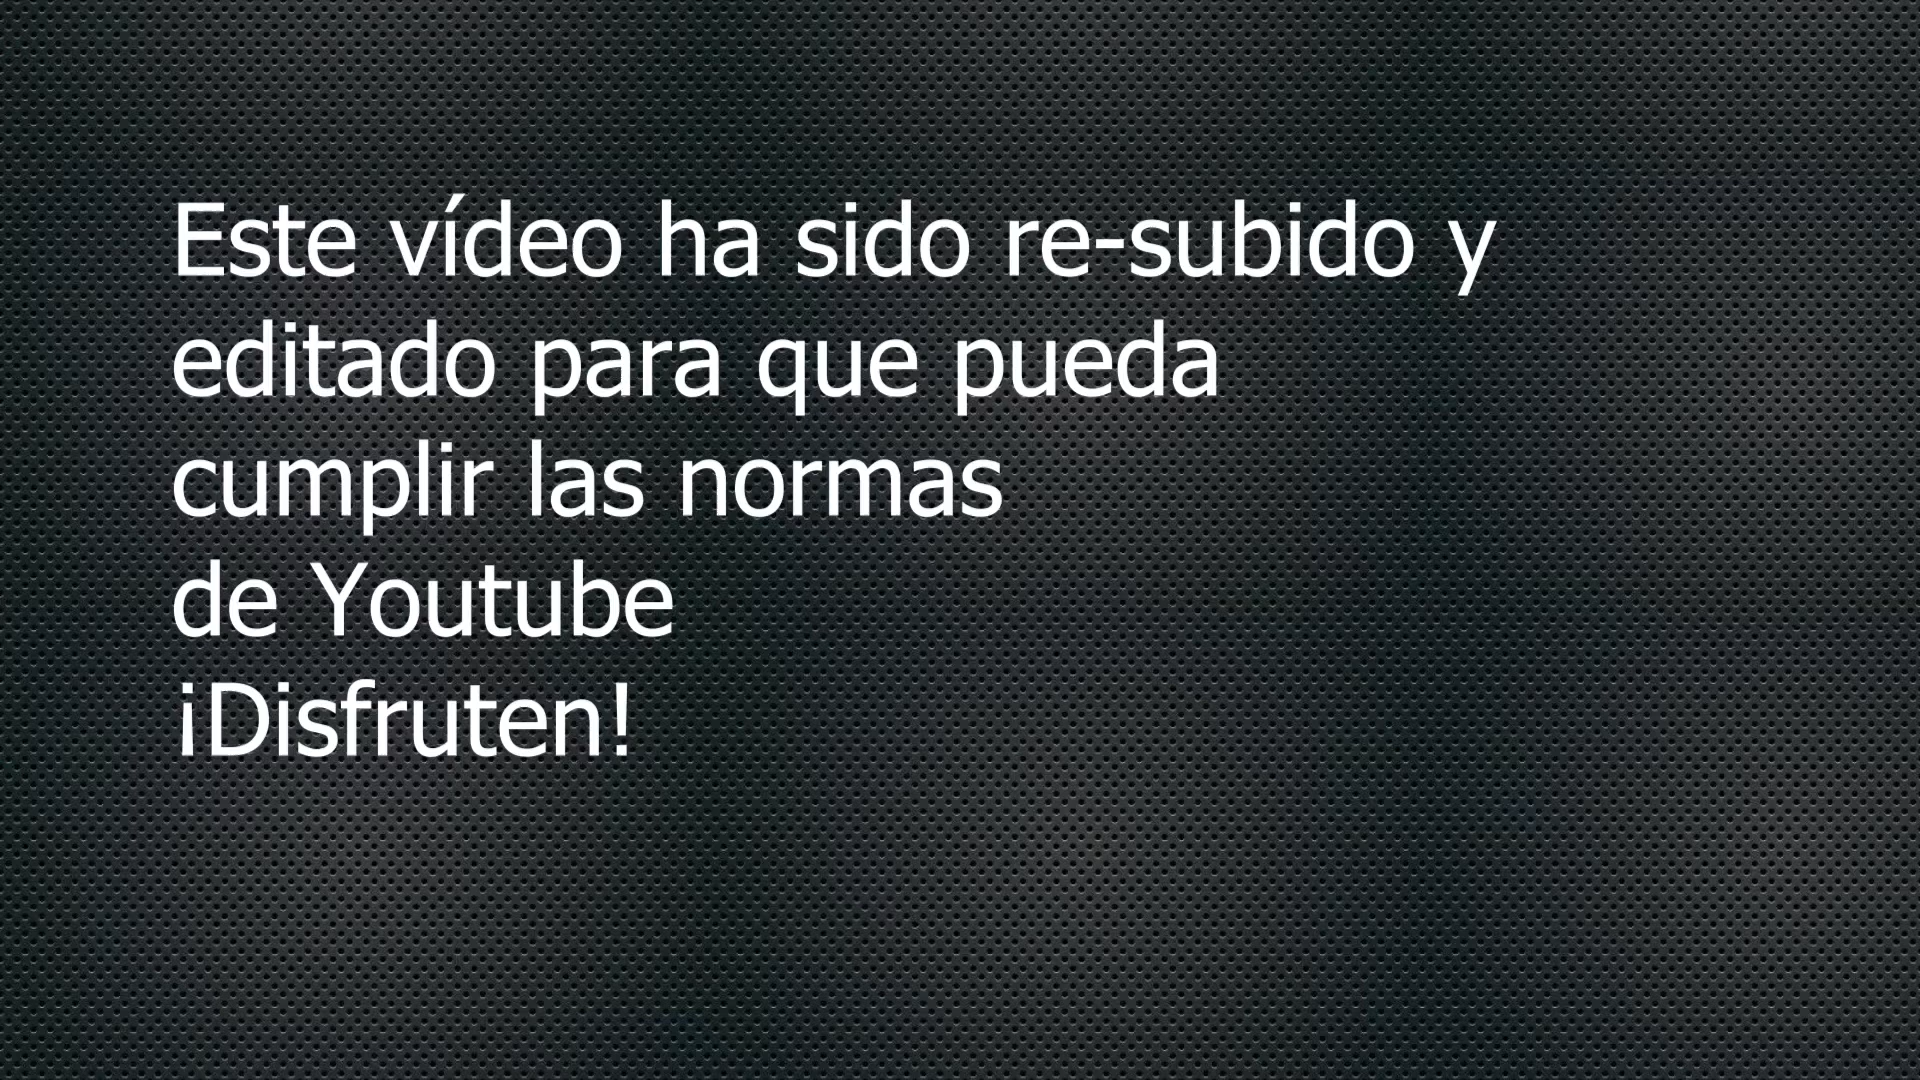 Este vídeo ha sido re-subido y
editado para que pueda
cumplir las normas
de Youtube
¡Disfruten!